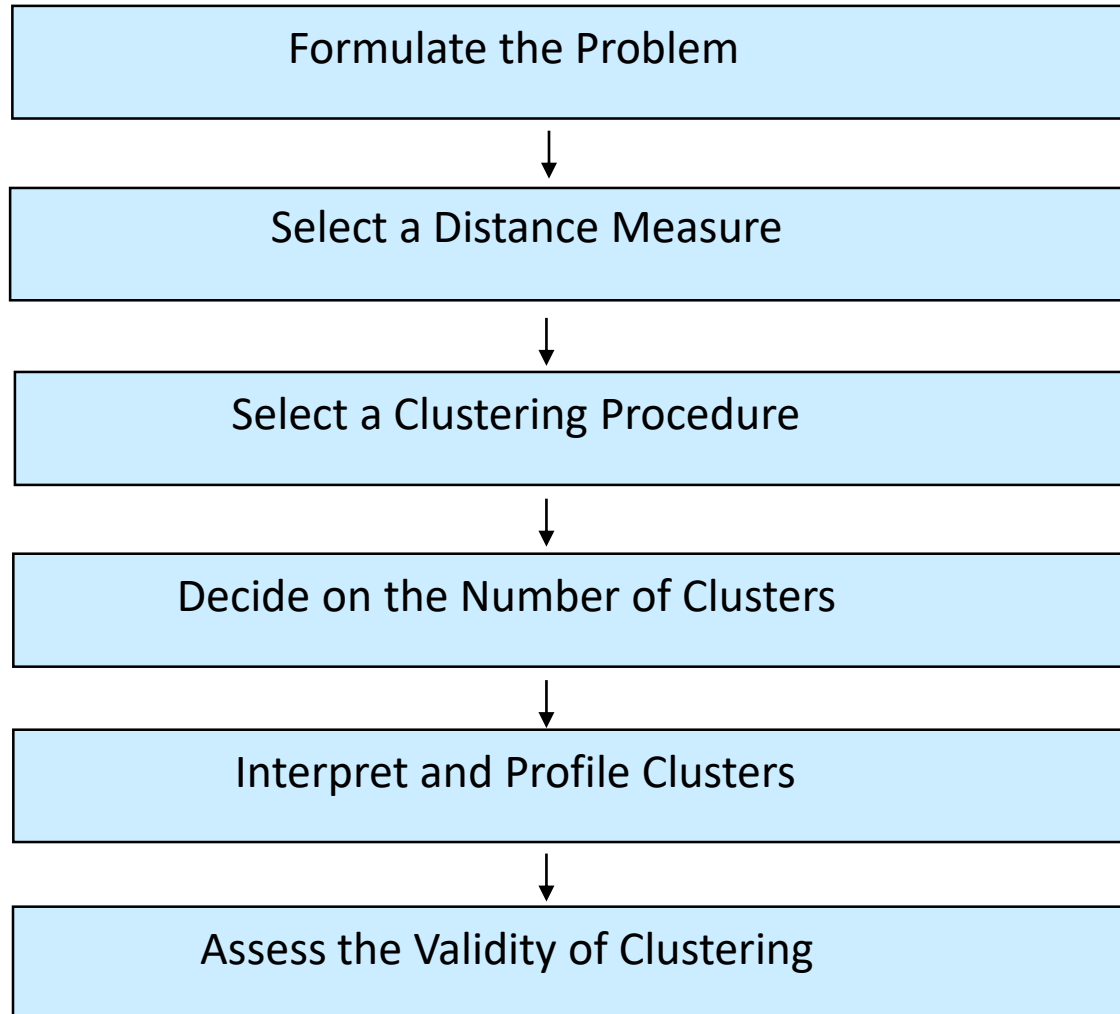 Formulate the Problem
Select a Distance Measure
Select a Clustering Procedure
Decide on the Number of Clusters
Interpret and Profile Clusters
Assess the Validity of Clustering